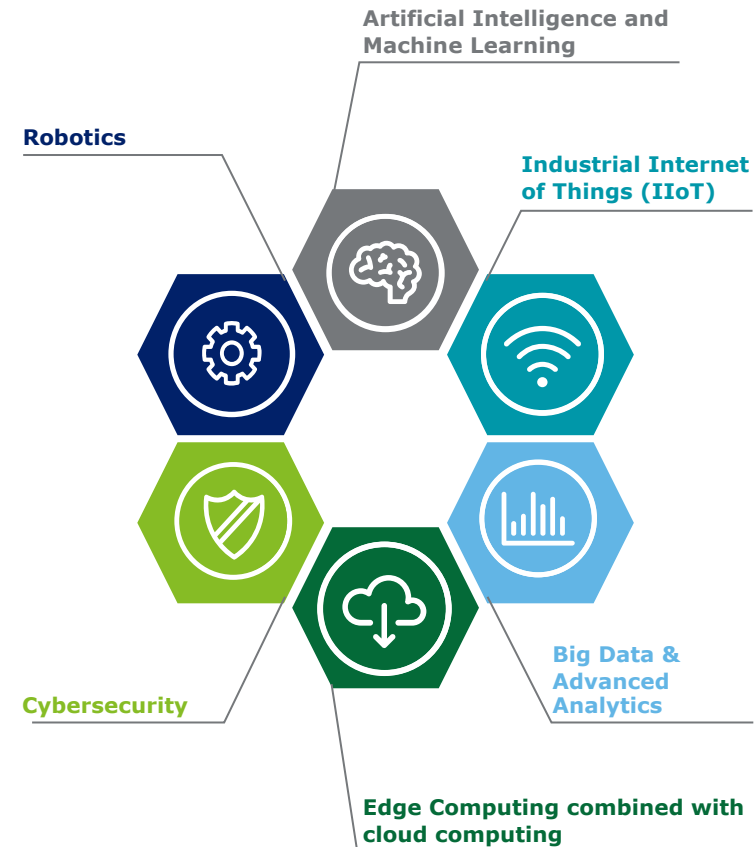 Artificial Intelligence and
Machine Learning
Robotics
Industrial Internet
of Things (IIoT)
Big Data &
Advanced
Analytics
Cybersecurity
Edge Computing combined with
cloud computing